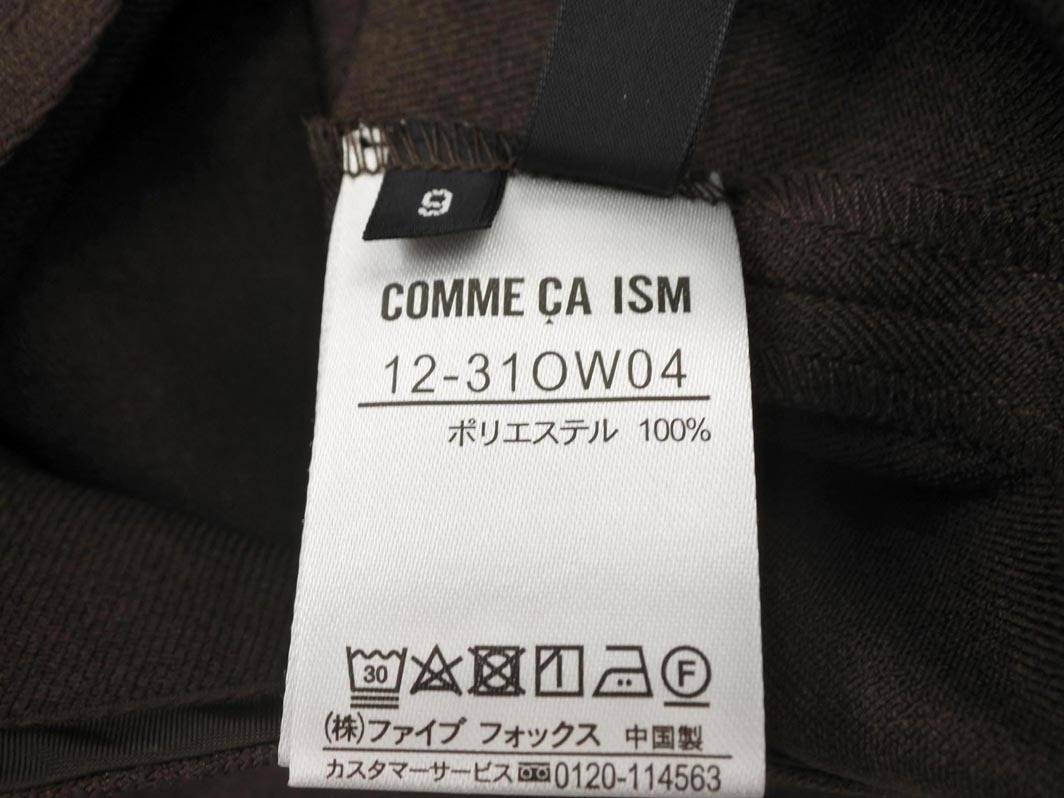 9
COMME ÇA ISM
12-31OW04
ポリエステル 100%
30 F
(株)ファイブ フォックス 中国製
カスタマーサービス 0120-114563